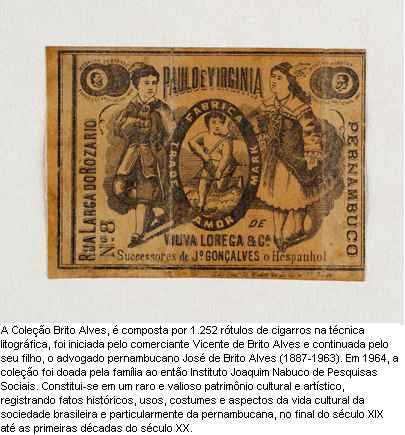 PAULO E VIRGINIA
RUA LARGA DO ROZARIO
Nº 8
FABRICA
TRADE
MARK
AMOR
PERNAMBUCO
DE
VIUVA LOREGA & Cª
Successores de Jº GONÇALVES o Hespanhol
A Coleção Brito Alves, é composta por 1.252 rótulos de cigarros na técnica
litográfica, foi iniciada pelo comerciante Vicente de Brito Alves e continuada pelo
seu filho, o advogado pernambucano José de Brito Alves (1887-1963). Em 1964, a
coleção foi doada pela família ao então Instituto Joaquim Nabuco de Pesquisas
Sociais. Constitui-se em um raro e valioso patrimônio cultural e artístico,
registrando fatos históricos, usos, costumes e aspectos da vida cultural da
sociedade brasileira e particularmente da pernambucana, no final do século XIX
até as primeiras décadas do século XX.